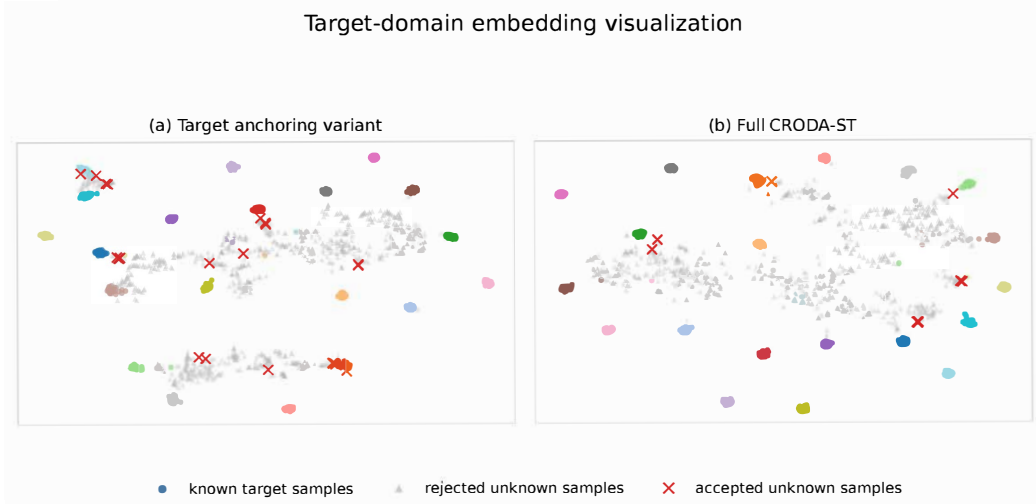 Target-domain embedding visualization
(a) Target anchoring variant
(b) Full CRODA-ST
known target samples
rejected unknown samples
accepted unknown samples